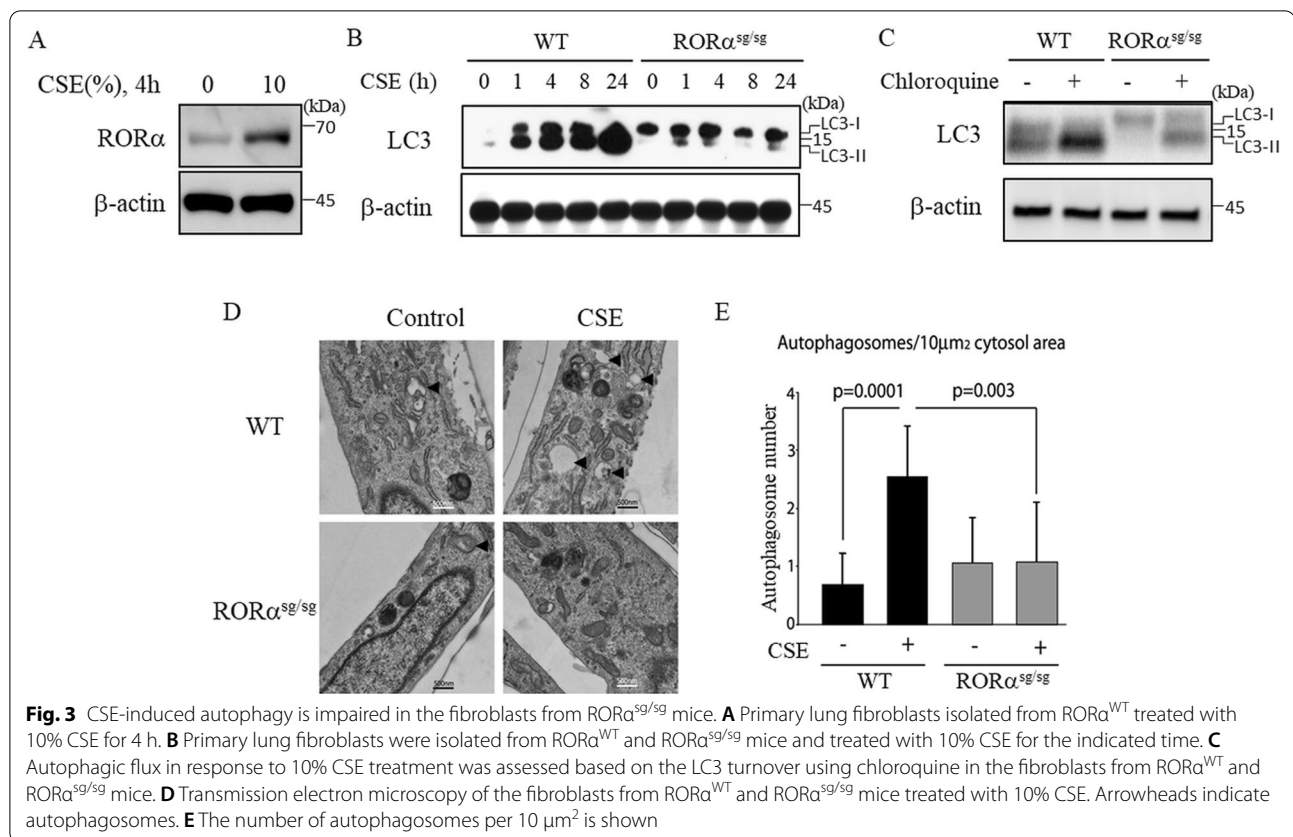 A
CSE(%), 4h 0 10
(kDa)
RORα 70
β-actin 45
B
WT RORα^sg/sg
CSE (h) 0 1 4 8 24 0 1 4 8 24
(kDa)
LC3 LC3-I
15
LC3-II
β-actin 45
C
WT RORα^sg/sg
Chloroquine - + - +
(kDa)
LC3 LC3-I
15
LC3-II
β-actin 45
D
Control CSE
WT
500nm
RORα^sg/sg
500nm 500nm 500nm
E
Autophagosomes/10μm2 cytosol area
p=0.0001 p=0.003
Autophagosome number
4
3
2
1
0
CSE - + - +
WT RORα^sg/sg
Fig. 3 CSE-induced autophagy is impaired in the fibroblasts from RORα^sg/sg mice. A Primary lung fibroblasts isolated from RORα^WT treated with
10% CSE for 4 h. B Primary lung fibroblasts were isolated from RORα^WT and RORα^sg/sg mice and treated with 10% CSE for the indicated time. C
Autophagic flux in response to 10% CSE treatment was assessed based on the LC3 turnover using chloroquine in the fibroblasts from RORα^WT and
RORα^sg/sg mice. D Transmission electron microscopy of the fibroblasts from RORα^WT and RORα^sg/sg mice treated with 10% CSE. Arrowheads indicate
autophagosomes. E The number of autophagosomes per 10 μm² is shown